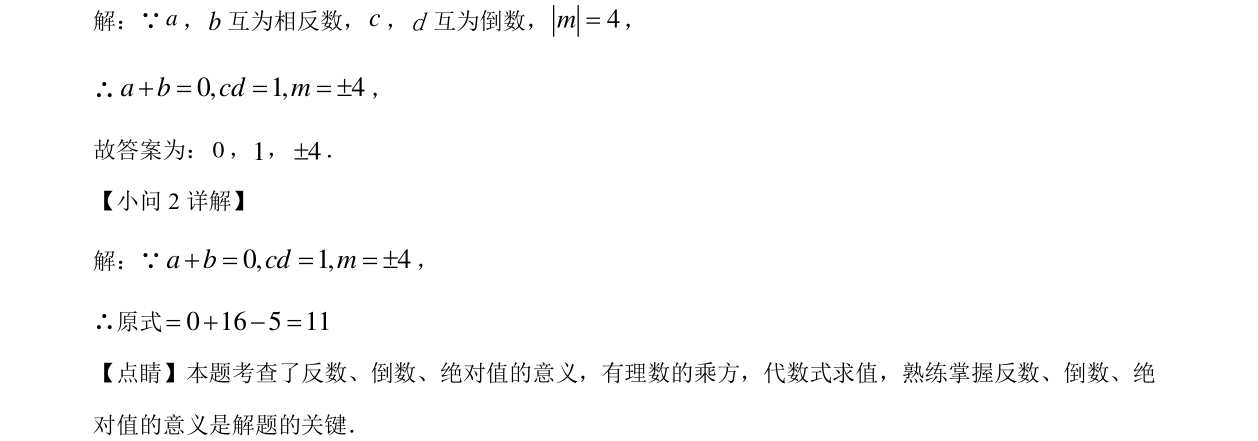 解：∵a，b互为相反数，c，d互为倒数，|m|=4，
∴a+b=0,cd=1,m=±4，
故答案为：0，1，±4．
【小问2详解】
解：∵a+b=0,cd=1,m=±4，
∴原式=0+16−5=11
【点睛】本题考查了反数、倒数、绝对值的意义，有理数的乘方，代数式求值，熟练掌握反数、倒数、绝
对值的意义是解题的关键．